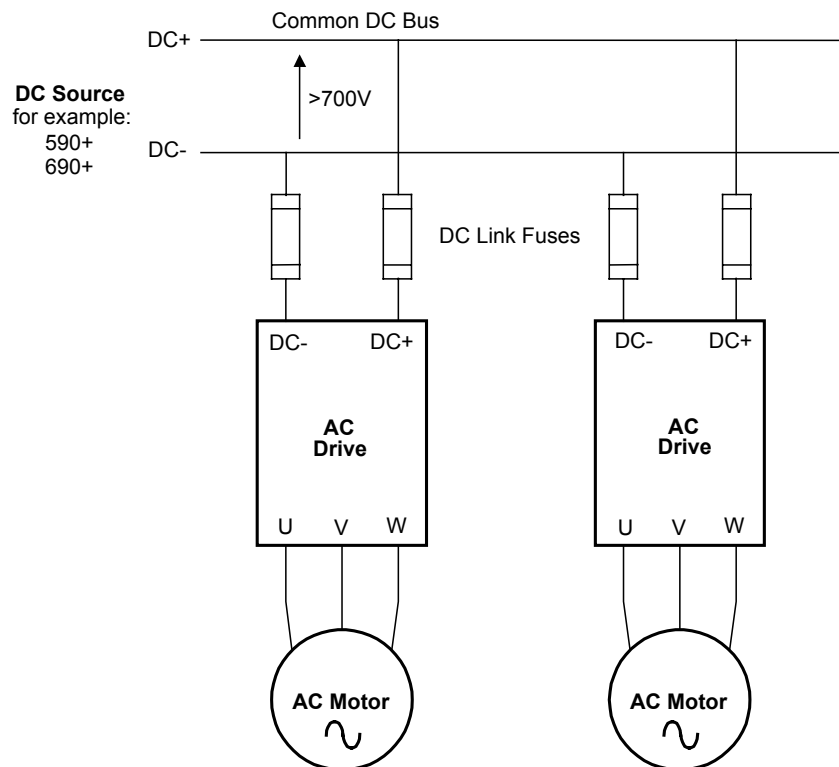 Common DC Bus
DC+
DC Source
for example:
590+
690+
>700V
DC-
DC Link Fuses
DC-
DC+
DC-
DC+
AC
Drive
AC
Drive
U
V
W
U
V
W
AC Motor
AC Motor